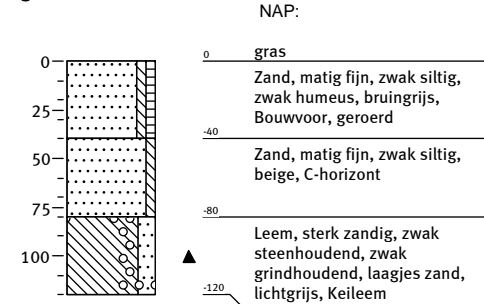 NAP:
0
25
50
75
100
0
gras
Zand, matig fijn, zwak siltig,
zwak humeus, bruingrijs,
Bouwvoor, geroerd
-40
Zand, matig fijn, zwak siltig,
beige, C-horizont
-80
Leem, sterk zandig, zwak
steenhoudend, zwak
grindhoudend, laagjes zand,
lichtgrijs, Keileem
-120